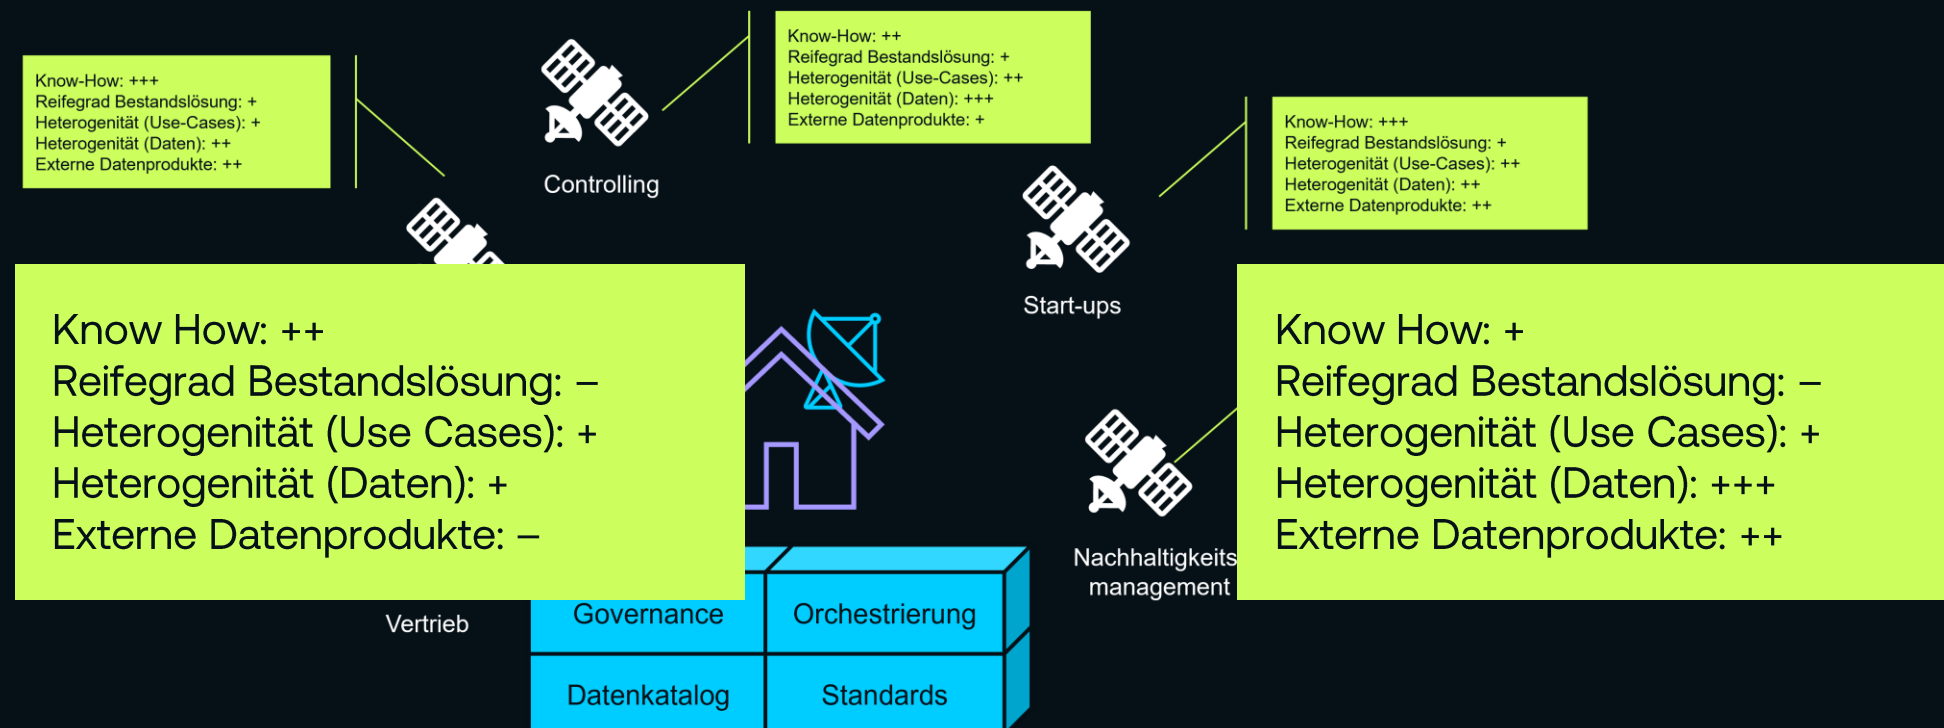 Know-How: +++
Reifegrad Bestandslösung: +
Heterogenität (Use-Cases): +
Heterogenität (Daten): ++
Externe Datenprodukte: ++
Controlling
Know-How: ++
Reifegrad Bestandslösung: +
Heterogenität (Use-Cases): ++
Heterogenität (Daten): +++
Externe Datenprodukte: +
Start-ups
Know-How: +++
Reifegrad Bestandslösung: +
Heterogenität (Use-Cases): ++
Heterogenität (Daten): ++
Externe Datenprodukte: ++
Know How: ++
Reifegrad Bestandslösung: –
Heterogenität (Use Cases): +
Heterogenität (Daten): +
Externe Datenprodukte: –
Know How: +
Reifegrad Bestandslösung: –
Heterogenität (Use Cases): +
Heterogenität (Daten): +++
Externe Datenprodukte: ++
Nachhaltigkeits
management
Vertrieb
Governance
Orchestrierung
Datenkatalog
Standards